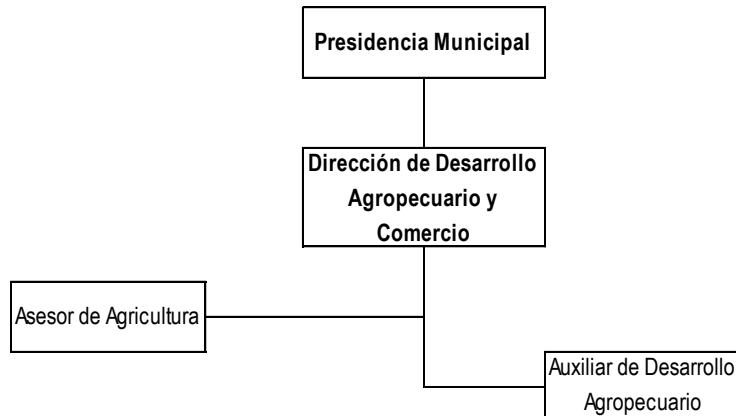 Presidencia Municipal
Dirección de Desarrollo
Agropecuario y
Comercio
Asesor de Agricultura
Auxiliar de Desarrollo
Agropecuario